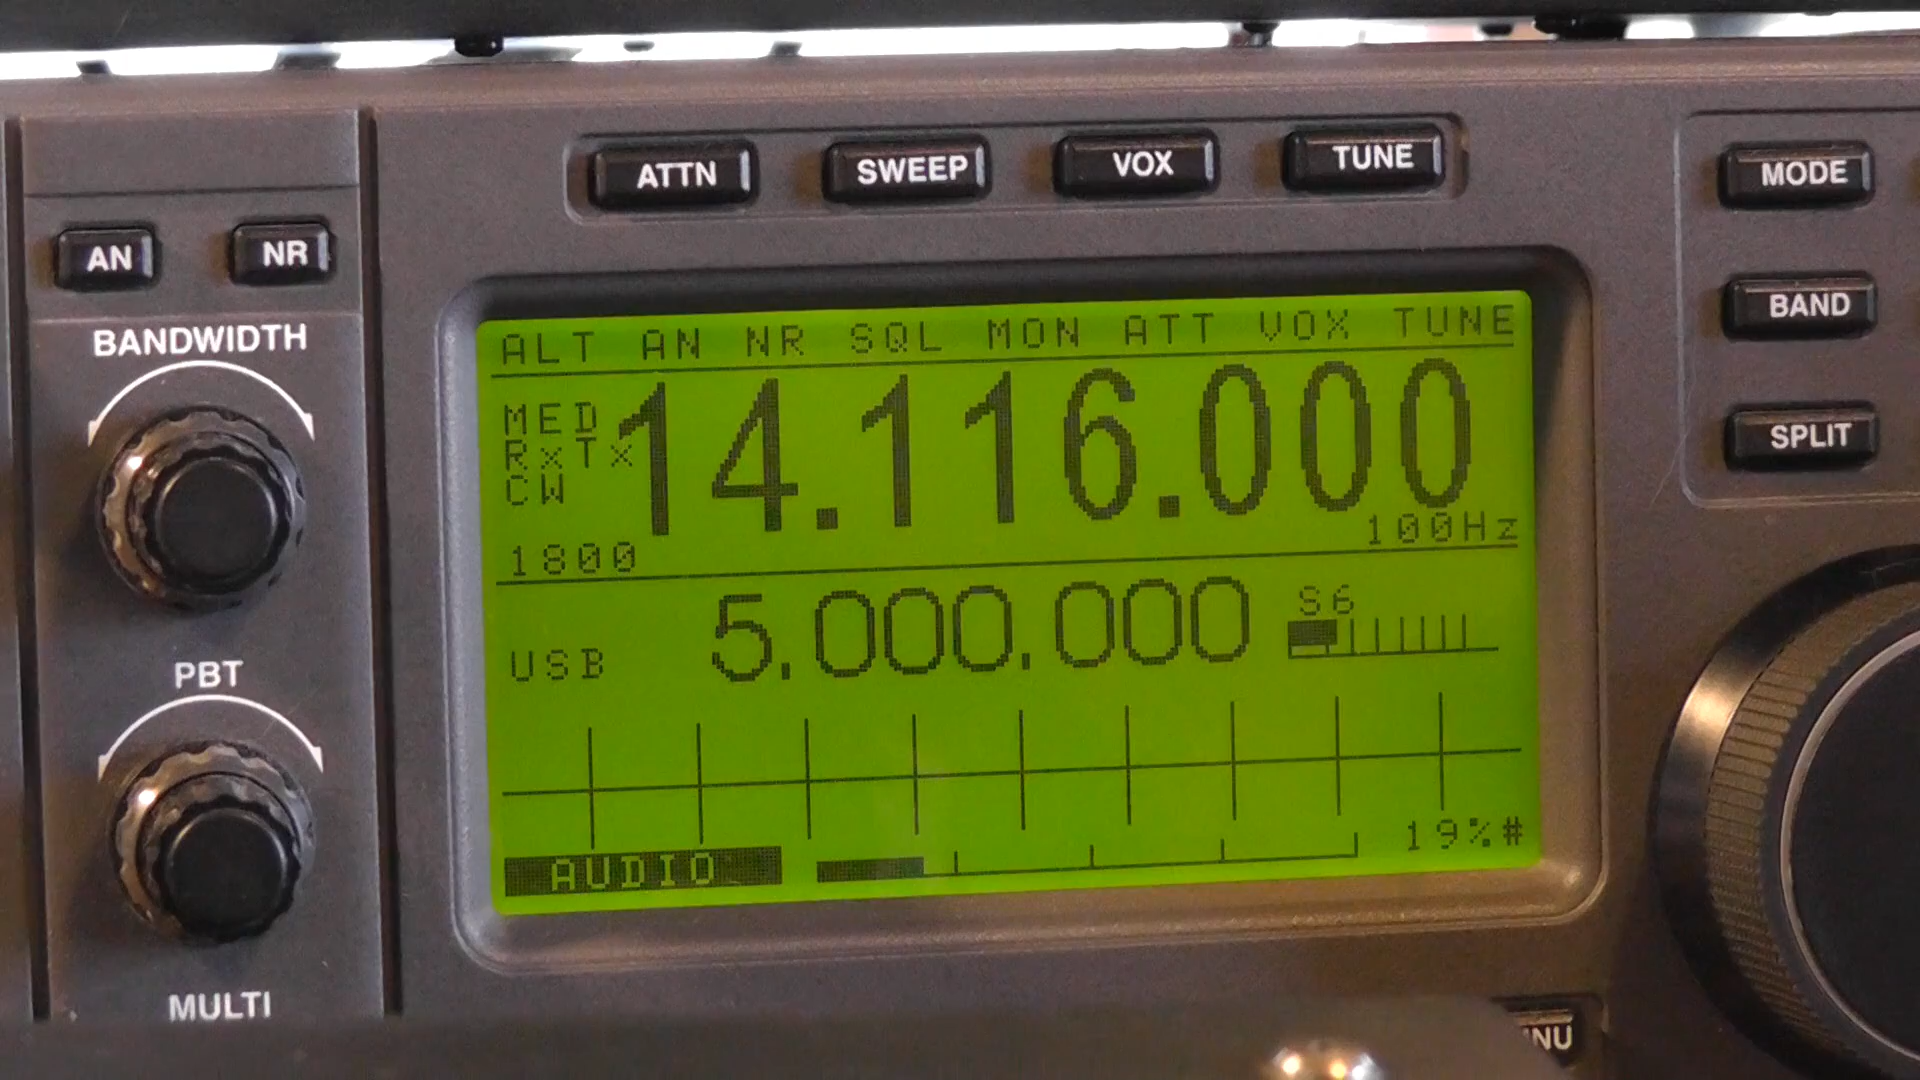 ATTN SWEEP VOX TUNE
MODE
AN NR
BAND
BANDWIDTH
SPLIT
ALT AN NR SQL MON ATT VOX TUNE
MED
RxTx
CW
14.116.000
1800
100Hz
USB 5.000.000 S6
PBT
19%#
AUDIO
MULTI